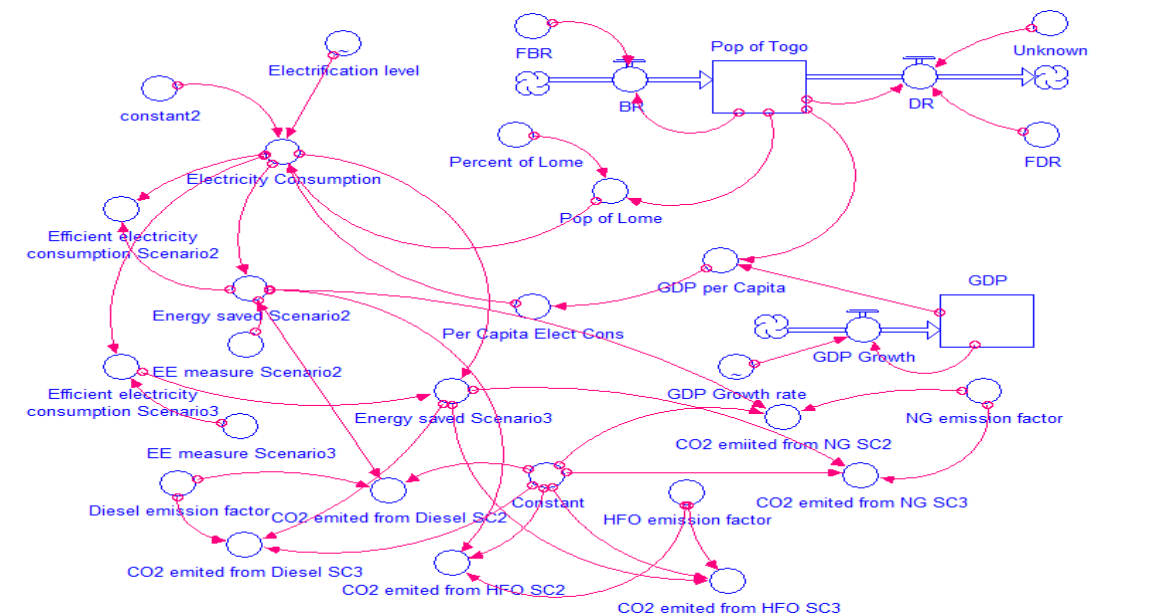 Pop of Togo
FBR
Unknown
Electrification level
BR
DR
constant2
Percent of Lome
FDR
Electricity Consumption
Pop of Lome
Efficient electricity
consumption Scenario2
GDP
GDP per Capita
Energy saved Scenario2
Per Capita Elect Cons
GDP Growth
EE measure Scenario2
Efficient electricity
consumption Scenario3
GDP Growth rate
Energy saved Scenario3
NG emission factor
CO2 emiited from NG SC2
EE measure Scenario3
Constant
CO2 emited from NG SC3
Diesel emission factor
CO2 emited from Diesel SC2
HFO emission factor
CO2 emited from Diesel SC3
CO2 emited from HFO SC2
CO2 emited from HFO SC3